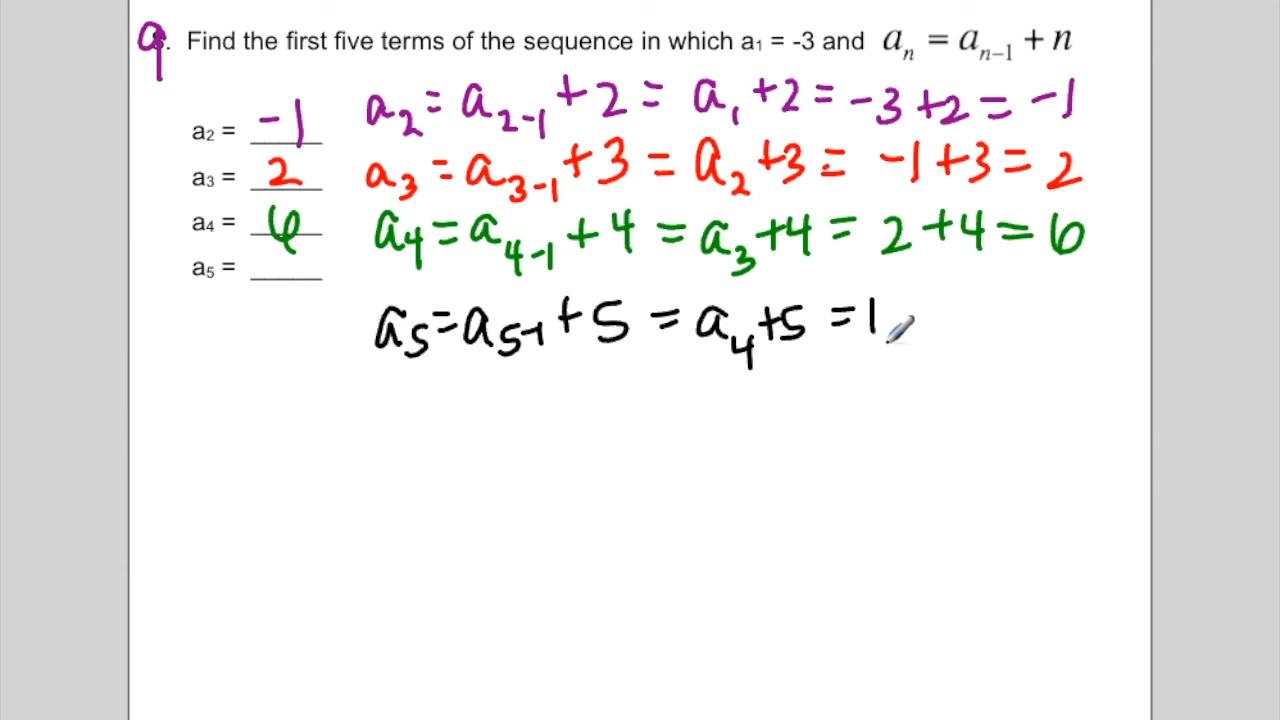 9. Find the first five terms of the sequence in which a₁ = -3 and aₙ = aₙ₋₁ + n
a₂ = -1 a₂ = a₂₋₁ + 2 = a₁ + 2 = -3 + 2 = -1
a₃ = 2 a₃ = a₃₋₁ + 3 = a₂ + 3 = -1 + 3 = 2
a₄ = 6 a₄ = a₄₋₁ + 4 = a₃ + 4 = 2 + 4 = 6
a₅ =
a₅ = a₅₋₁ + 5 = a₄ + 5 = 1